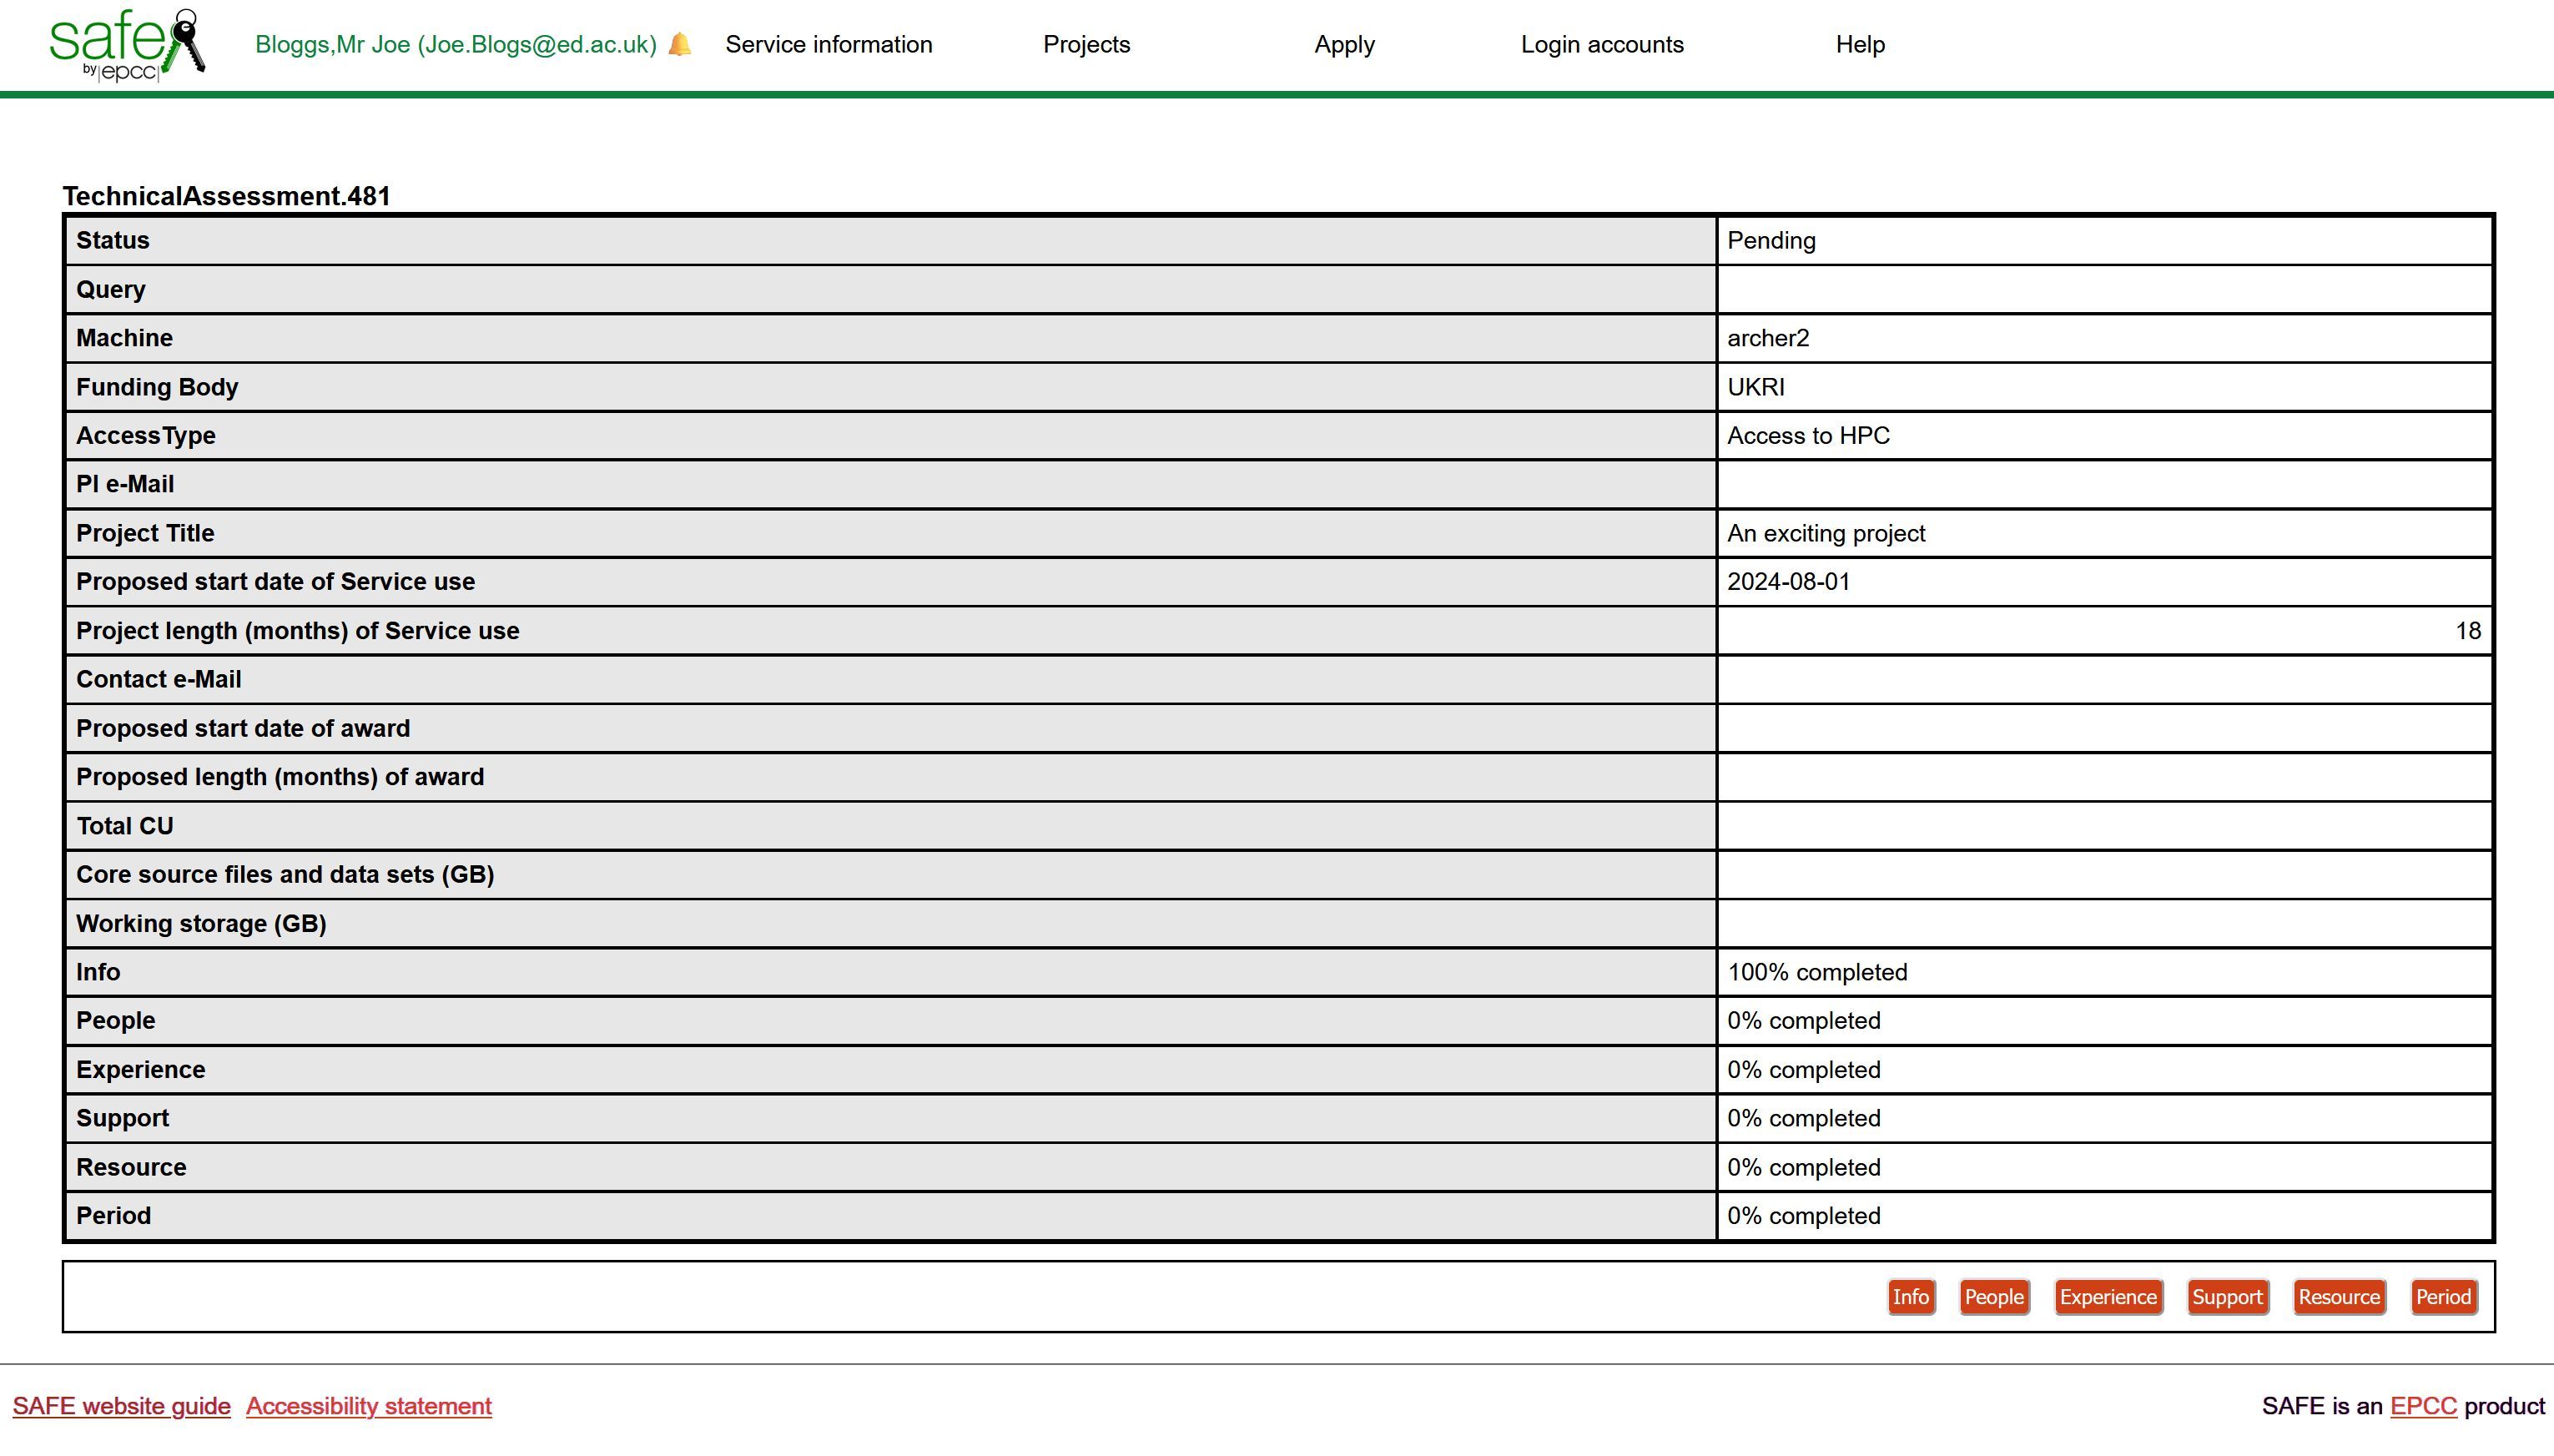 safe
by |epcc|
Bloggs,Mr Joe (Joe.Blogs@ed.ac.uk) 🔔 Service information Projects Apply Login accounts Help
TechnicalAssessment.481
Status Pending
Query
Machine archer2
Funding Body UKRI
AccessType Access to HPC
PI e-Mail
Project Title An exciting project
Proposed start date of Service use 2024-08-01
Project length (months) of Service use 18
Contact e-Mail
Proposed start date of award
Proposed length (months) of award
Total CU
Core source files and data sets (GB)
Working storage (GB)
Info 100% completed
People 0% completed
Experience 0% completed
Support 0% completed
Resource 0% completed
Period 0% completed
Info People Experience Support Resource Period
SAFE website guide Accessibility statement SAFE is an EPCC product